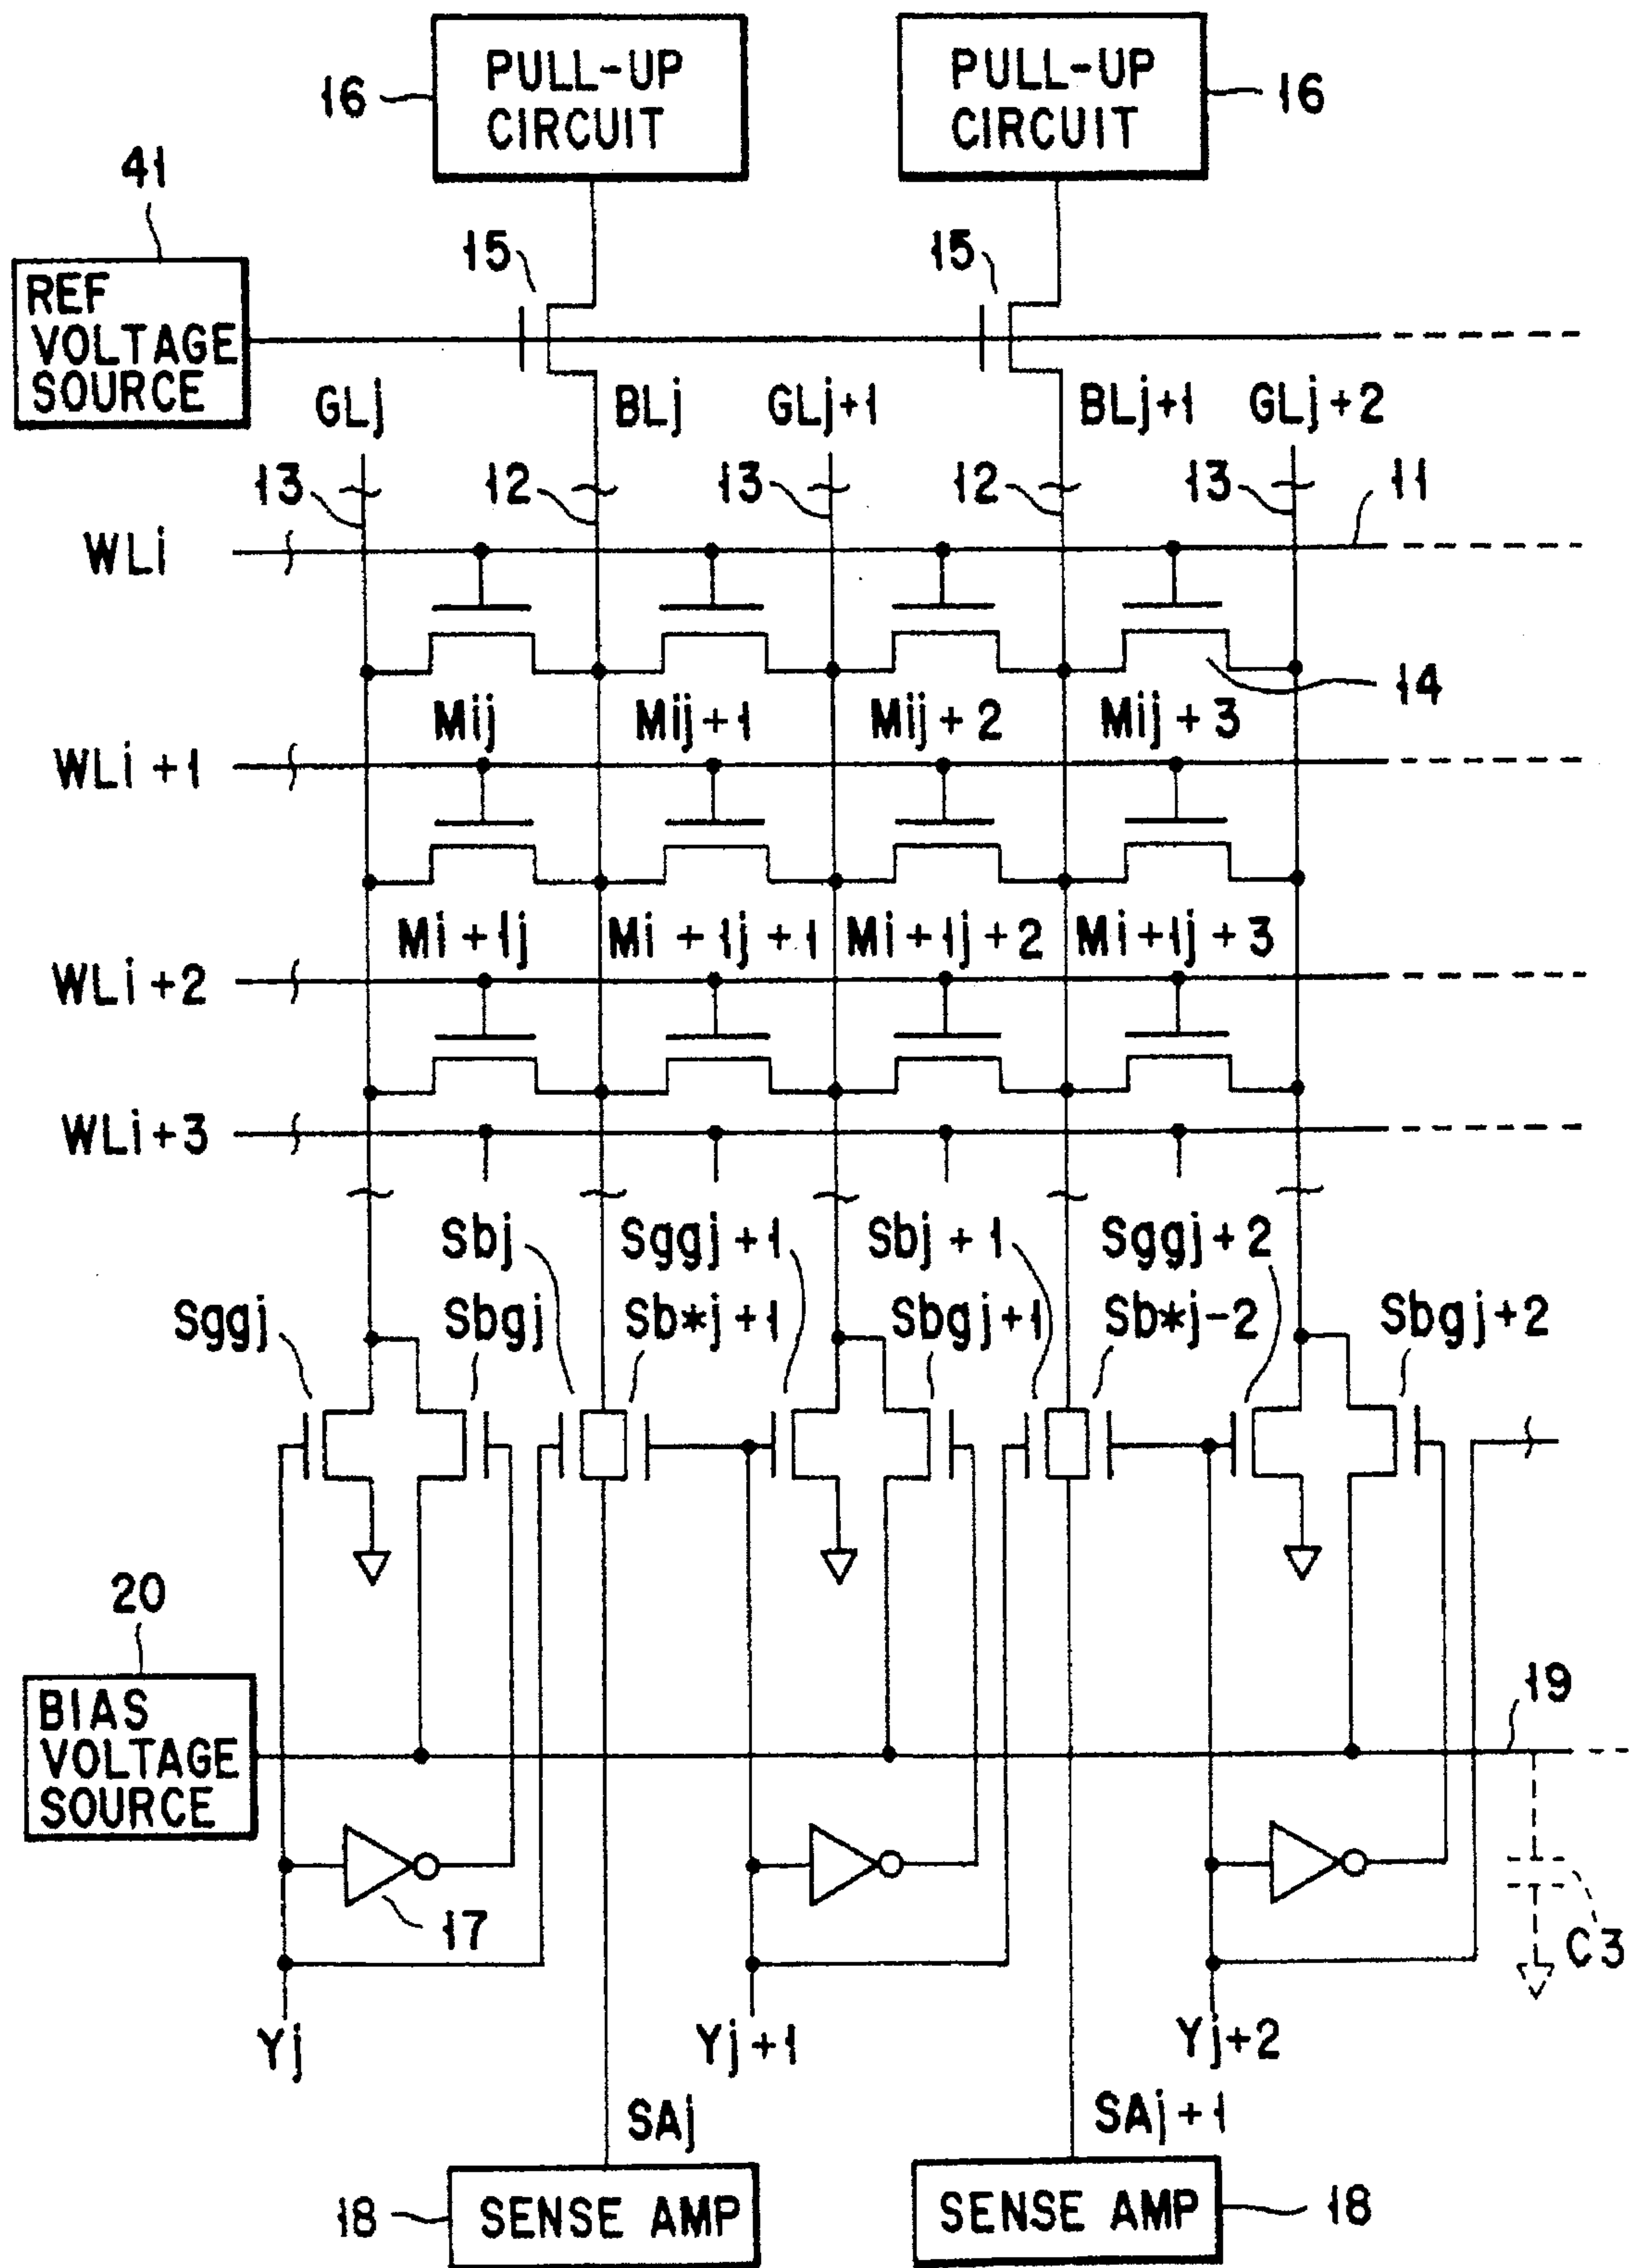 PULL-UP
CIRCUIT
PULL-UP
CIRCUIT
16
16
41
15
15
REF
VOLTAGE
SOURCE
GLj
BLj
GLj+1
BLj+1
GLj+2
13
12
13
12
13
11
WLi
14
Mij
Mij+1
Mij+2
Mij+3
WLi+1
Mi+1j
Mi+1j+1
Mi+1j+2
Mi+1j+3
WLi+2
WLi+3
Sbj
Sggj+1
Sbj+1
Sggj+2
Sggj
Sbgj
Sb*j+1
Sbgj+1
Sb*j-2
Sbgj+2
20
BIAS
VOLTAGE
SOURCE
19
17
C3
Yj
Yj+1
Yj+2
SAj
SAj+1
18
SENSE AMP
SENSE AMP
18